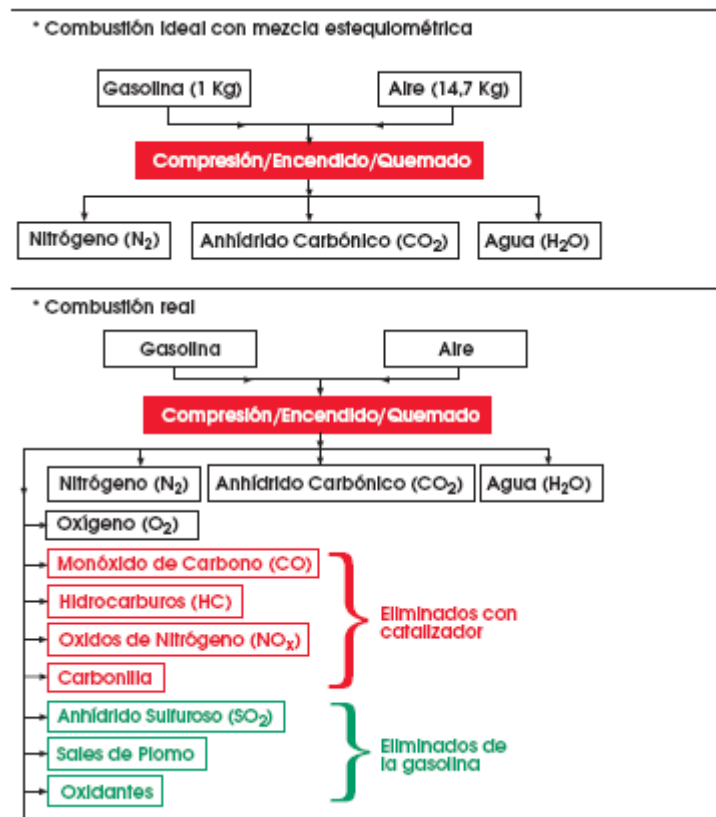 * Combustión ideal con mezcla estequiométrica
Gasolina (1 Kg)
Aire (14,7 Kg)
Compresión/Encendido/Quemado
Nitrógeno (N₂)
Anhídrido Carbónico (CO₂)
Agua (H₂O)
* Combustión real
Gasolina
Aire
Compresión/Encendido/Quemado
Nitrógeno (N₂)
Anhídrido Carbónico (CO₂)
Agua (H₂O)
Oxígeno (O₂)
Monóxido de Carbono (CO)
Hidrocarburos (HC)
Oxidos de Nitrógeno (NOₓ)
Carbonilla
Eliminados con
catalizador
Anhídrido Sulfuroso (SO₂)
Sales de Plomo
Oxidantes
Eliminados de
la gasolina